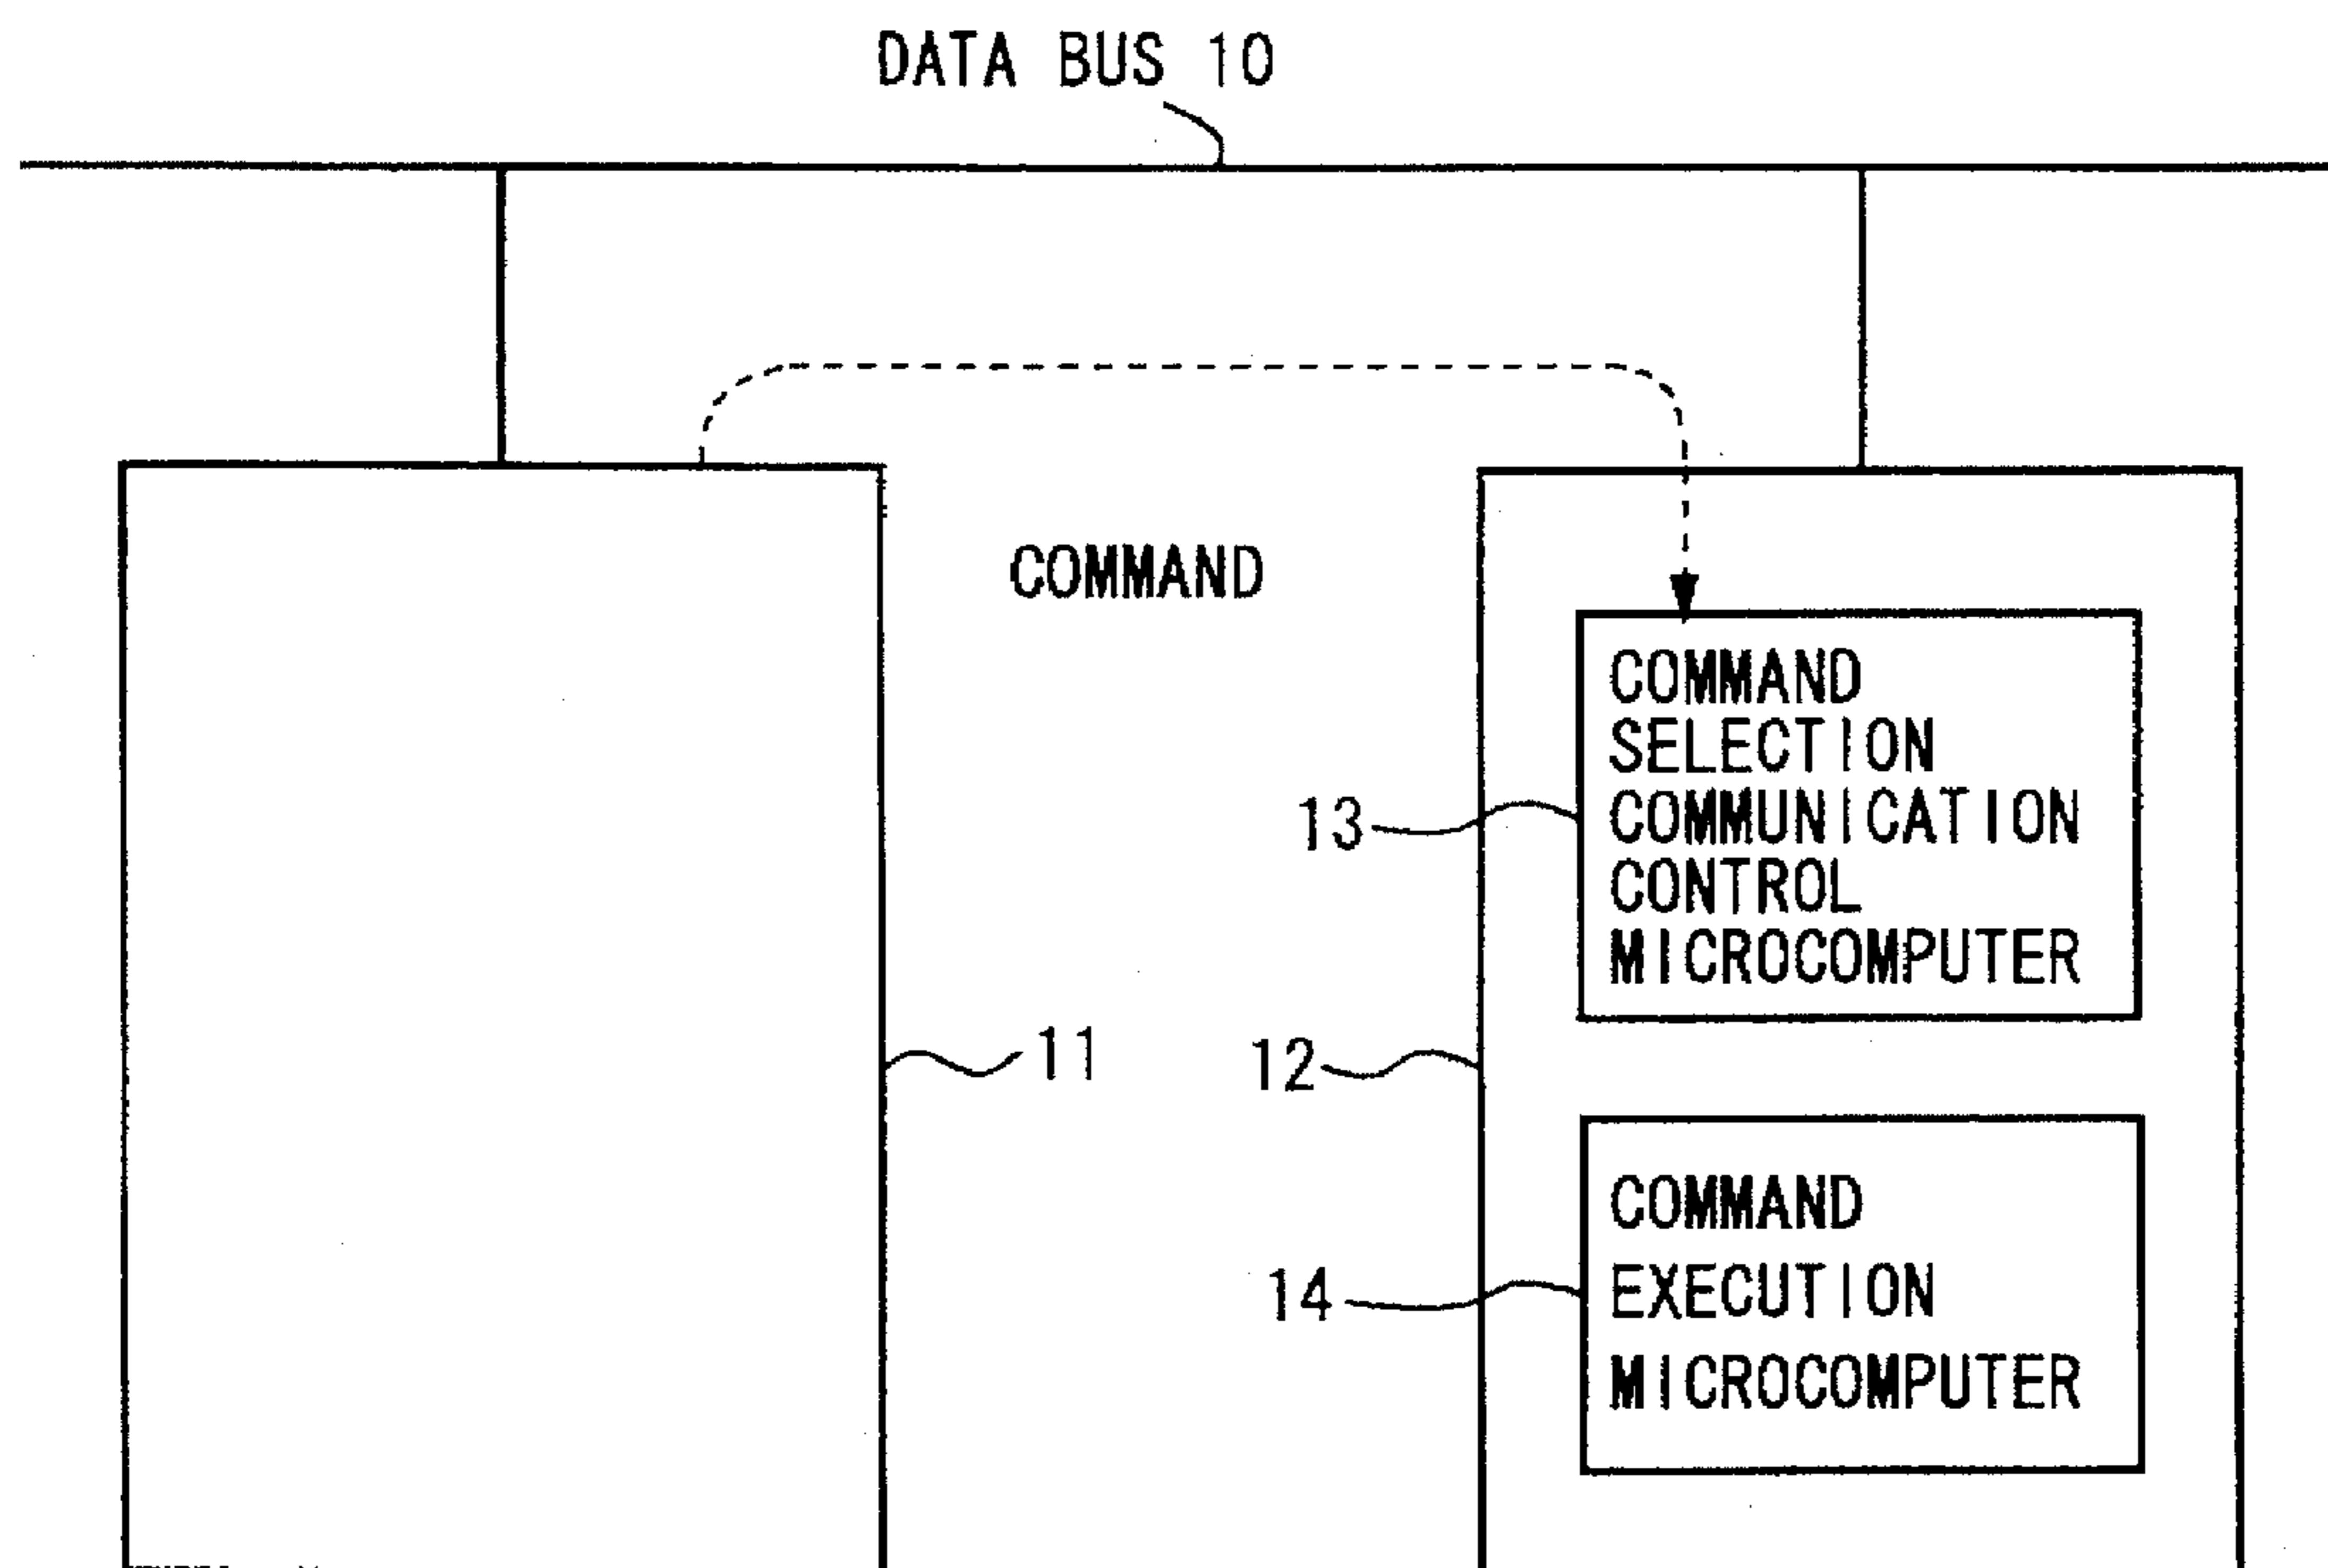 DATA BUS 10
COMMAND
COMMAND
SELECTION
COMMUNICATION
CONTROL
MICROCOMPUTER
13
11
12
COMMAND
EXECUTION
MICROCOMPUTER
14